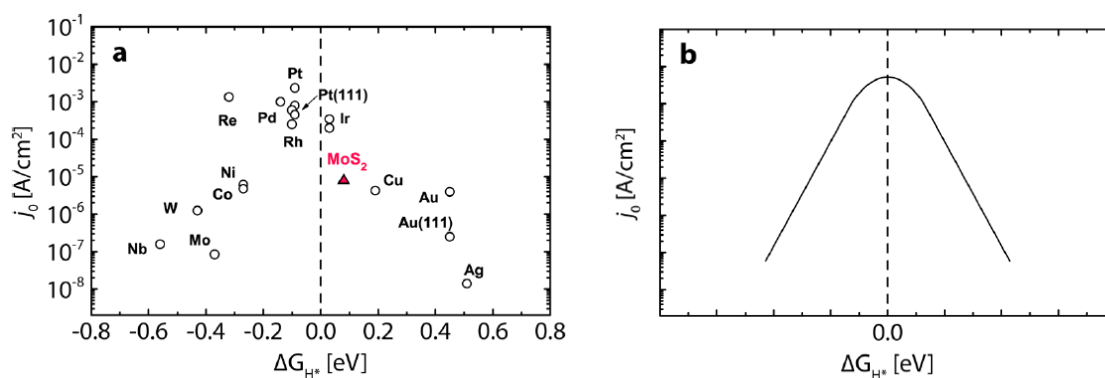 a
j₀ [A/cm²]
10⁻¹
10⁻²
10⁻³
10⁻⁴
10⁻⁵
10⁻⁶
10⁻⁷
10⁻⁸
Pt
Pt(111)
Re
Pd
Ir
Rh
MoS₂
Ni
Cu
Co
Au
W
Au(111)
Nb
Mo
Ag
-0.8 -0.6 -0.4 -0.2 0.0 0.2 0.4 0.6 0.8
ΔG_H* [eV]
b
j₀ [A/cm²]
0.0
ΔG_H* [eV]